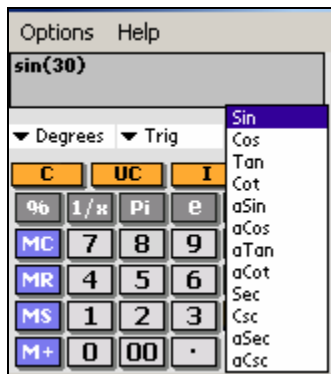 Options Help
sin(30)
Degrees Trig
Sin
Cos
Tan
Cot
aSin
aCos
aTan
aCot
Sec
Csc
aSec
aCsc
C UC I
% 1/x Pi e
MC 7 8 9
MR 4 5 6
MS 1 2 3
M+ 0 00 .